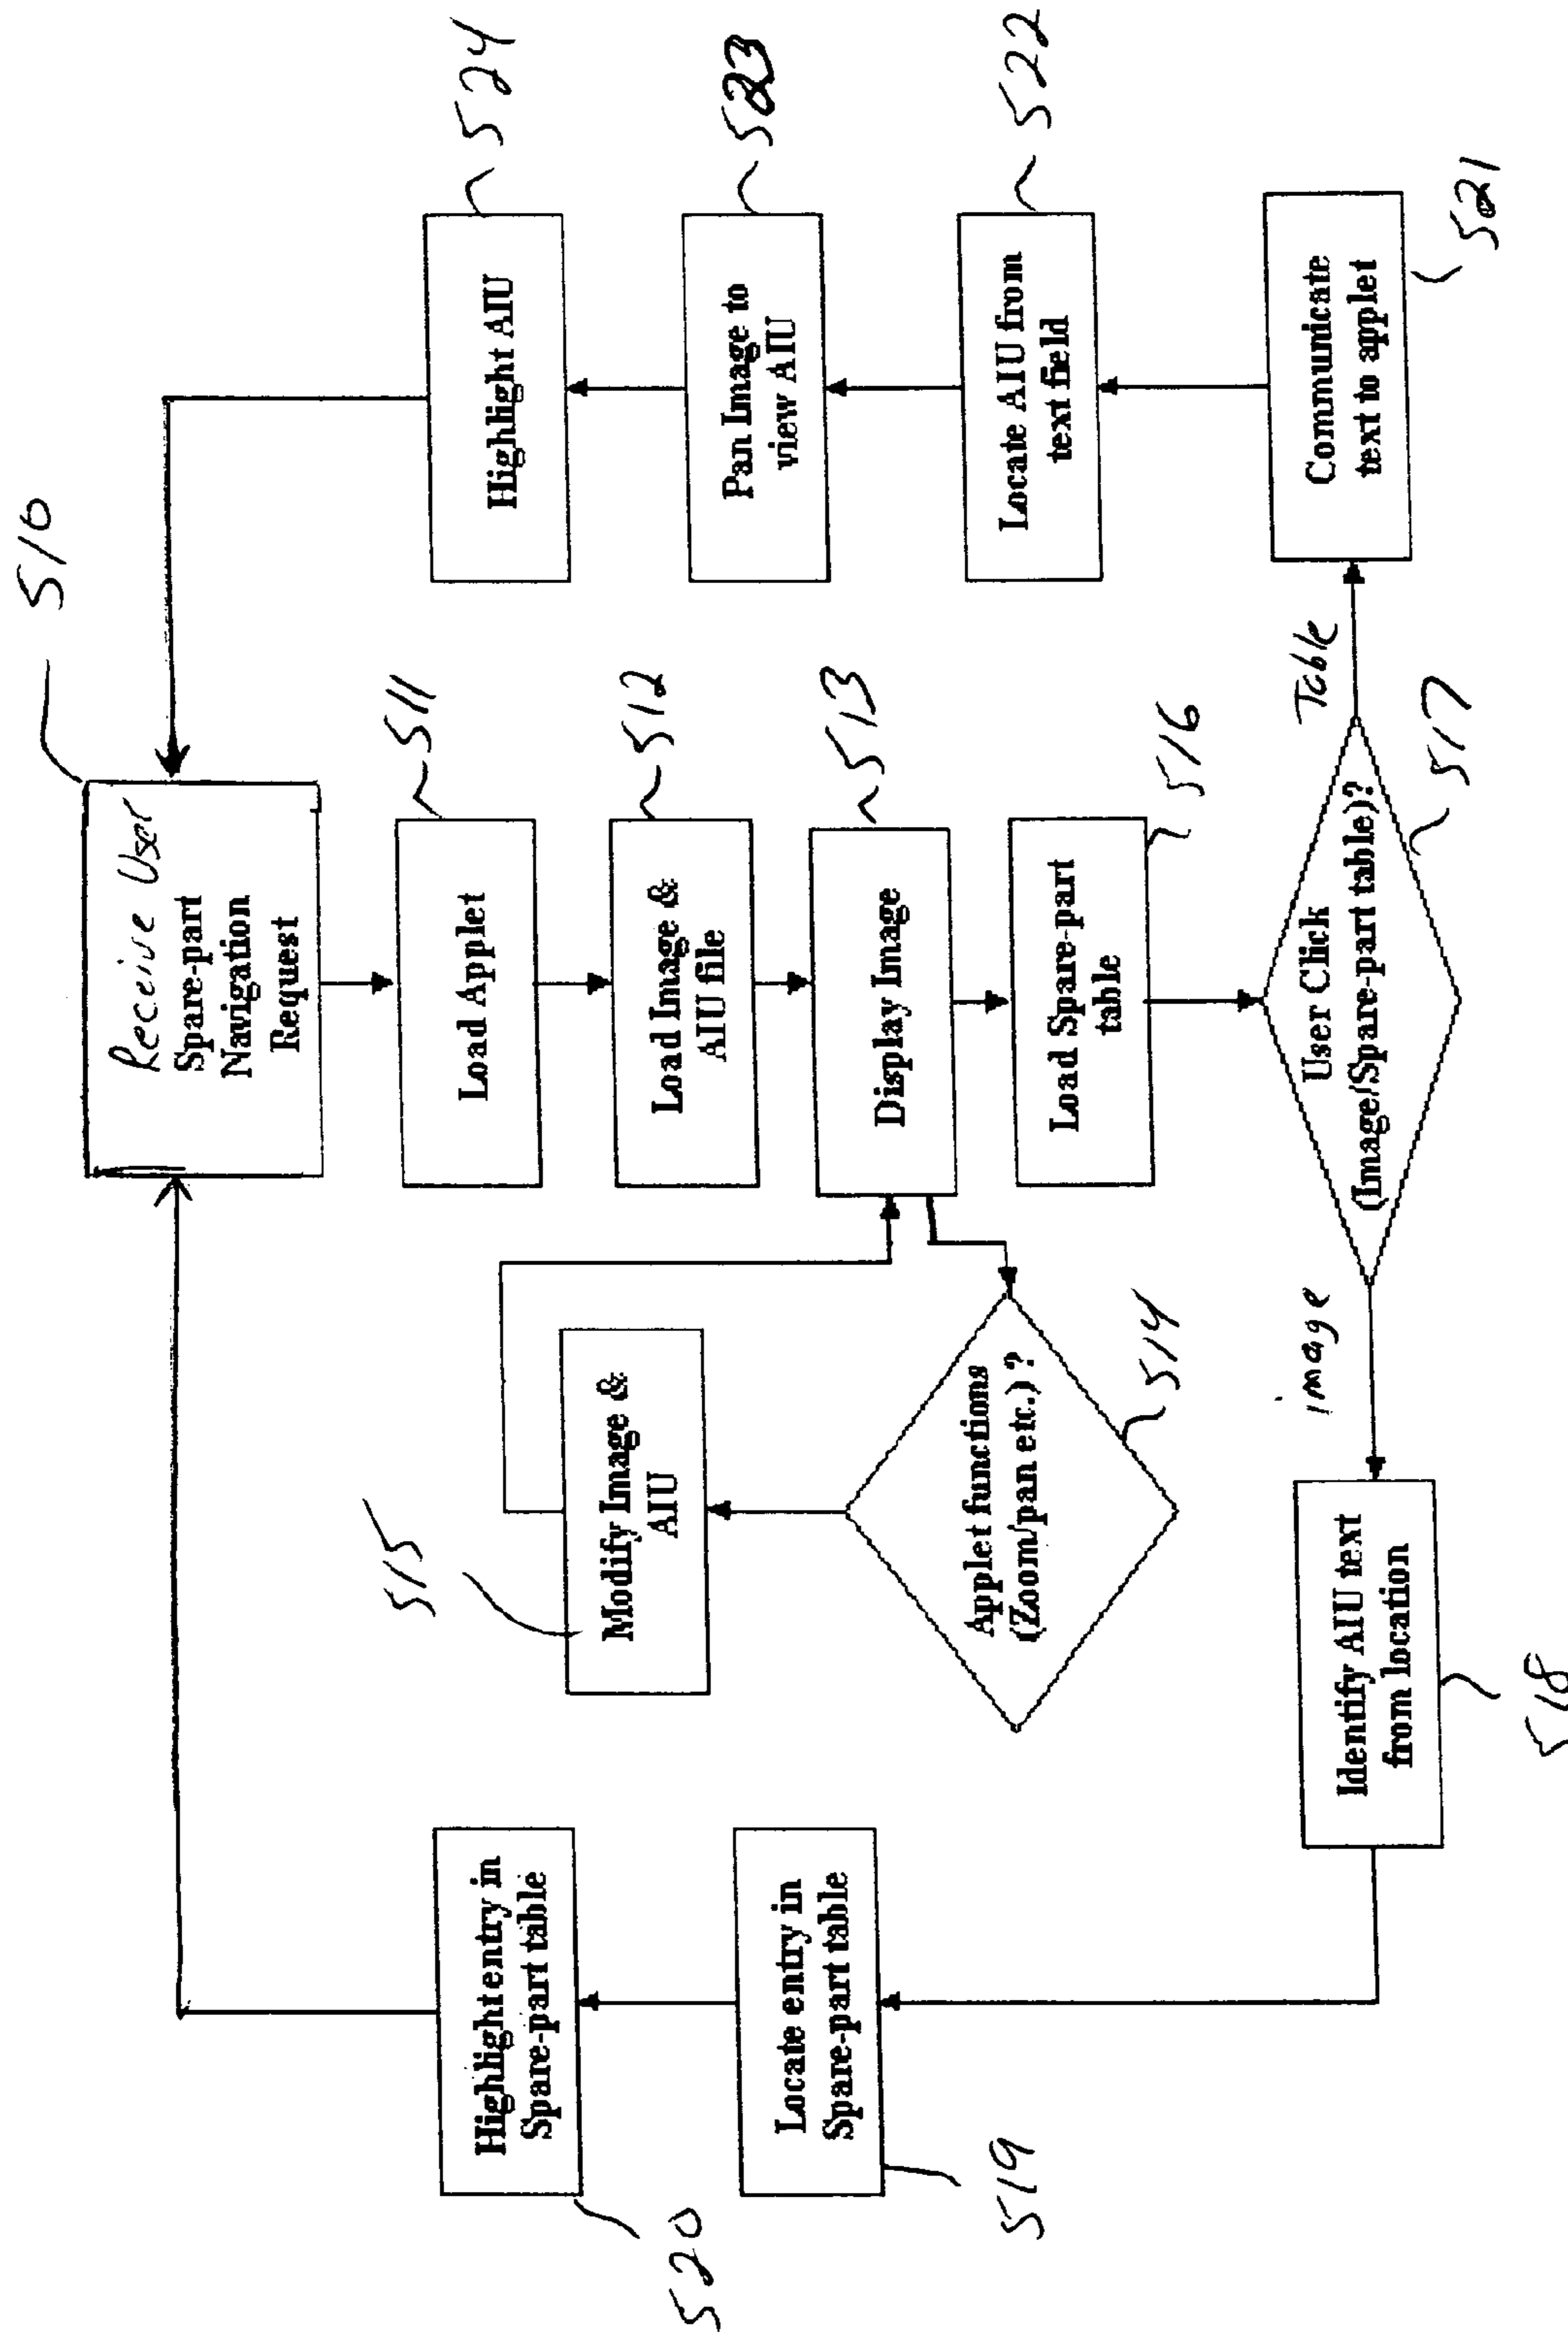 510
Receive User
Spare-part
Navigation
Request
511
Load Applet
512
Load Image &
AIU file
513
Display Image
516
Load Spare-part
table
User Click
(Image/Spare-part table)?
517
image
Table
515
Modify Image &
AIU
Applet functions
(Zoom/pan etc.) ?
514
Identify AIU text
from location
518
Locate entry in
Spare-part table
519
Highlight entry in
Spare-part table
520
Communicate
text to applet
521
Locate AIU from
text field
522
Pan Image to
view AIU
523
Highlight AIU
524